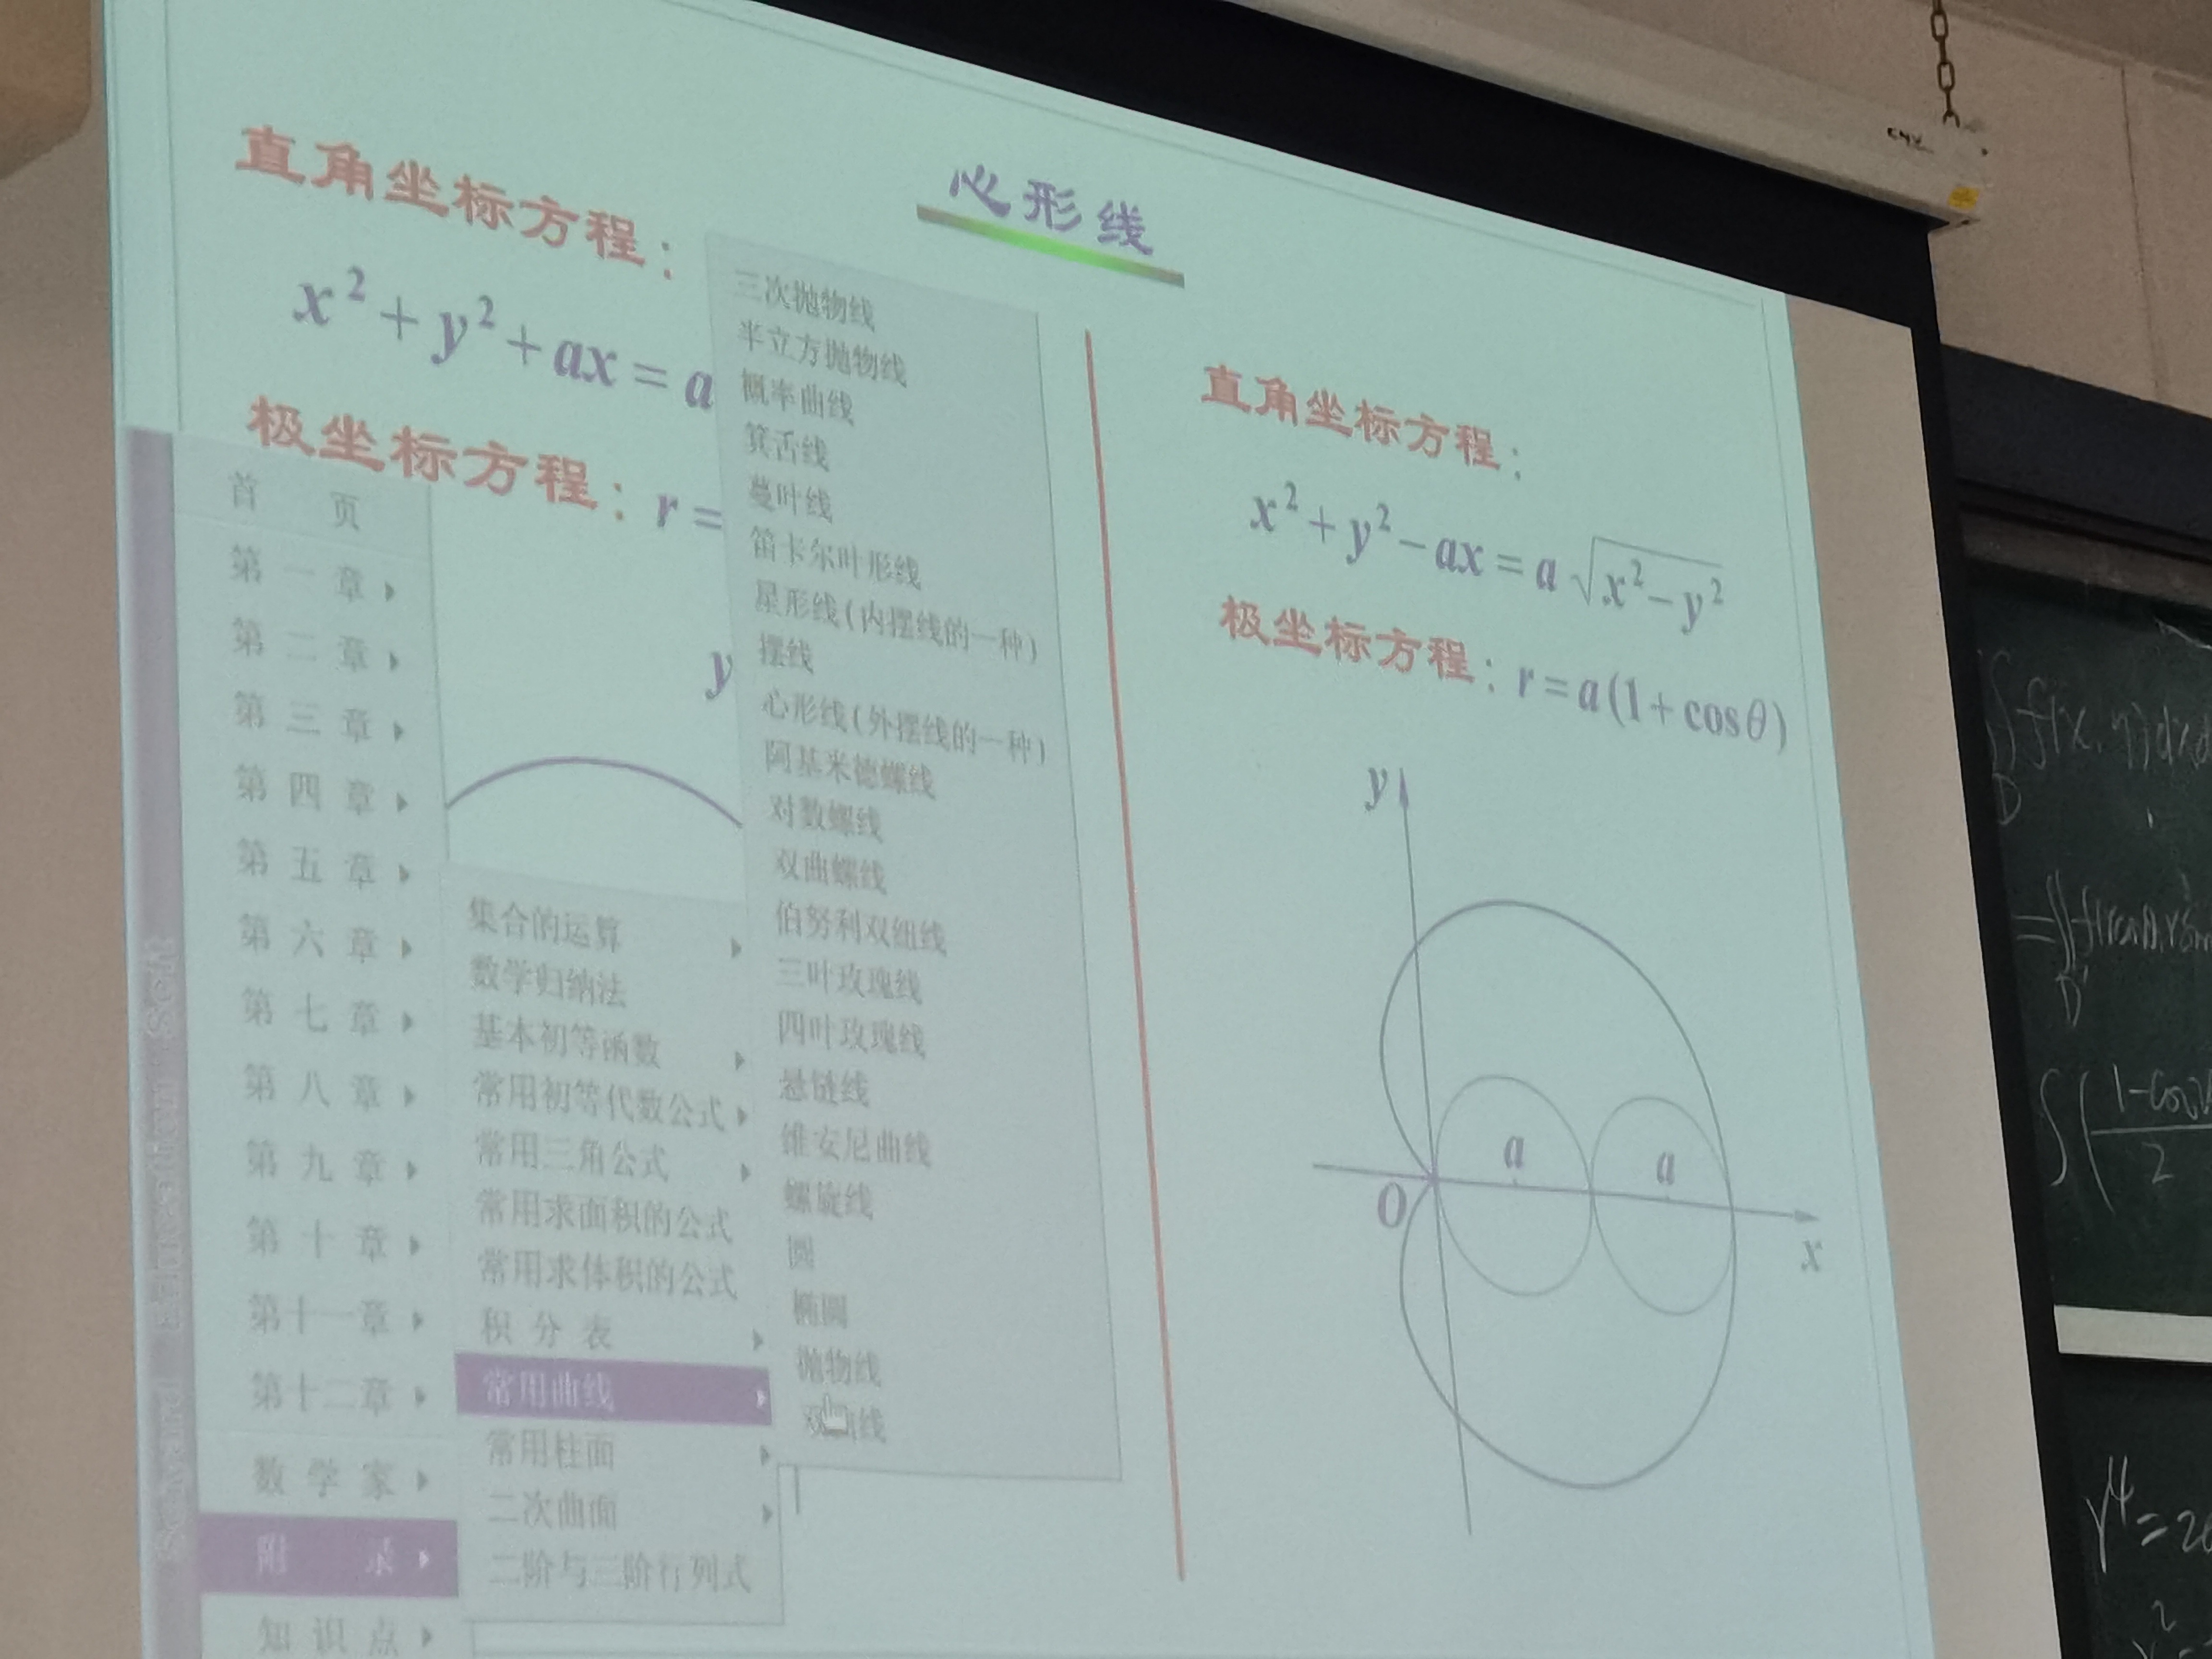 心形线
直角坐标方程：
x² + y² + ax = a
极坐标方程：r =
y
直角坐标方程：
x² + y² − ax = a √(x² − y²)
极坐标方程：r = a(1 + cosθ)
y
a
a
O
x
首 页
第一章
第二章
第三章
第四章
第五章
第六章
第七章
第八章
第九章
第十章
第十一章
第十二章
数学家
附 录
知识点
集合的运算
数学归纳法
基本初等函数
常用初等代数公式
常用三角公式
常用求面积的公式
常用求体积的公式
积分表
常用曲线
常用柱面
二次曲面
二阶与三阶行列式
三次抛物线
半立方抛物线
概率曲线
箕舌线
蔓叶线
笛卡尔叶形线
星形线(内摆线的一种)
摆线
心形线(外摆线的一种)
阿基米德螺线
对数螺线
双曲螺线
伯努利双纽线
三叶玫瑰线
四叶玫瑰线
悬链线
维安尼曲线
螺旋线
圆
椭圆
抛物线
线
D
D'
1-cos
2